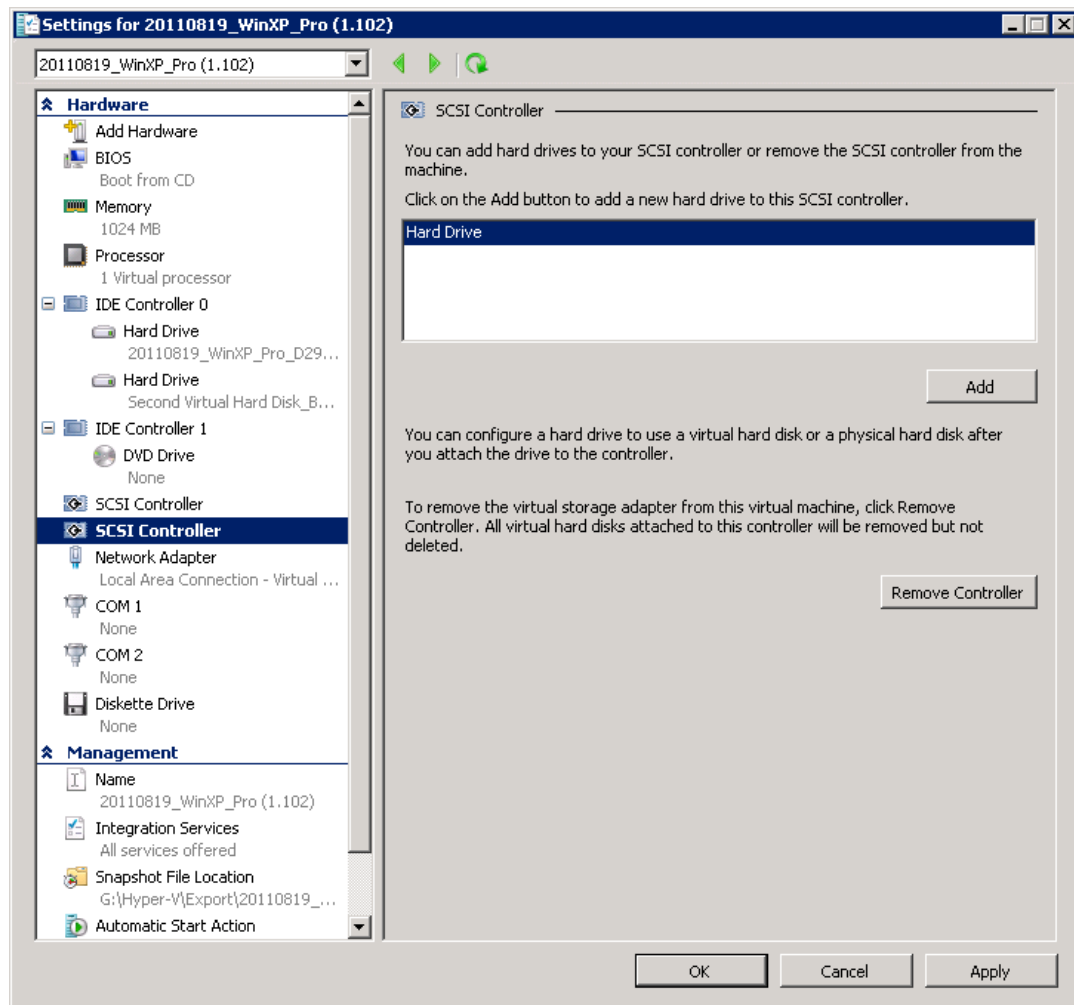 Settings for 20110819_WinXP_Pro (1.102)
20110819_WinXP_Pro (1.102)
Hardware
Add Hardware
BIOS
Boot from CD
Memory
1024 MB
Processor
1 Virtual processor
IDE Controller 0
Hard Drive
20110819_WinXP_Pro_D29...
Hard Drive
Second Virtual Hard Disk_B...
IDE Controller 1
DVD Drive
None
SCSI Controller
SCSI Controller
Network Adapter
Local Area Connection - Virtual ...
COM 1
None
COM 2
None
Diskette Drive
None
Management
Name
20110819_WinXP_Pro (1.102)
Integration Services
All services offered
Snapshot File Location
G:\Hyper-V\Export\20110819_...
Automatic Start Action
SCSI Controller
You can add hard drives to your SCSI controller or remove the SCSI controller from the
machine.
Click on the Add button to add a new hard drive to this SCSI controller.
Hard Drive
Add
You can configure a hard drive to use a virtual hard disk or a physical hard disk after
you attach the drive to the controller.
To remove the virtual storage adapter from this virtual machine, click Remove
Controller. All virtual hard disks attached to this controller will be removed but not
deleted.
Remove Controller
OK
Cancel
Apply